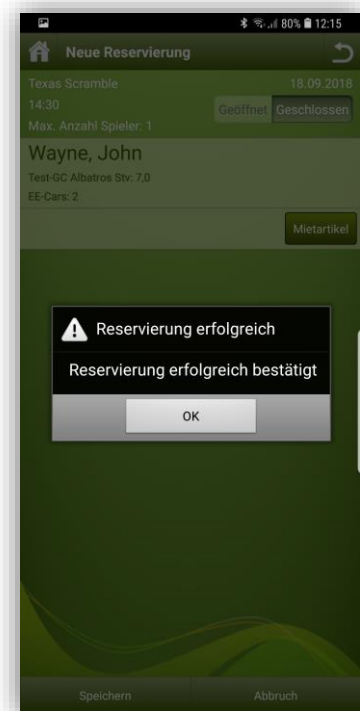 80% 12:15
Neue Reservierung
Texas Scramble 18.09.2018
14:30 Geöffnet Geschlossen
Max. Anzahl Spieler: 1
Wayne, John
Test-GC Albatros Stv: 7,0
EE-Cars: 2
Mietartikel
Reservierung erfolgreich
Reservierung erfolgreich bestätigt
OK
Speichern Abbruch